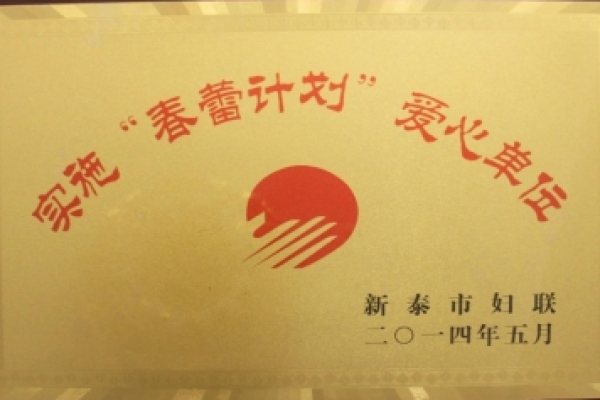 实施“春蕾计划”爱心单位
新泰市妇联
二〇一四年五月